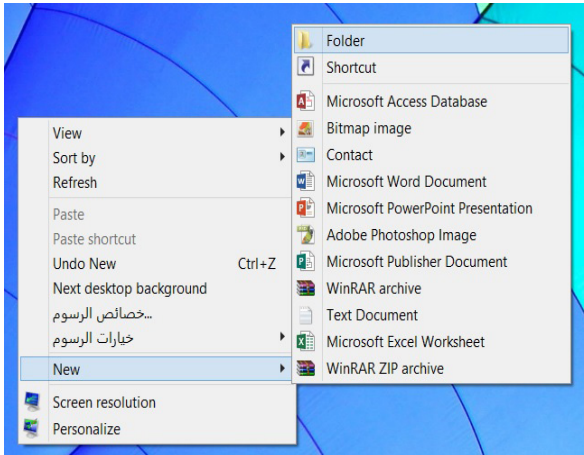 View
Sort by
Refresh
Paste
Paste shortcut
Undo New Ctrl+Z
Next desktop background
خصائص الرسوم...
خيارات الرسوم
New
Screen resolution
Personalize
Folder
Shortcut
Microsoft Access Database
Bitmap image
Contact
Microsoft Word Document
Microsoft PowerPoint Presentation
Adobe Photoshop Image
Microsoft Publisher Document
WinRAR archive
Text Document
Microsoft Excel Worksheet
WinRAR ZIP archive